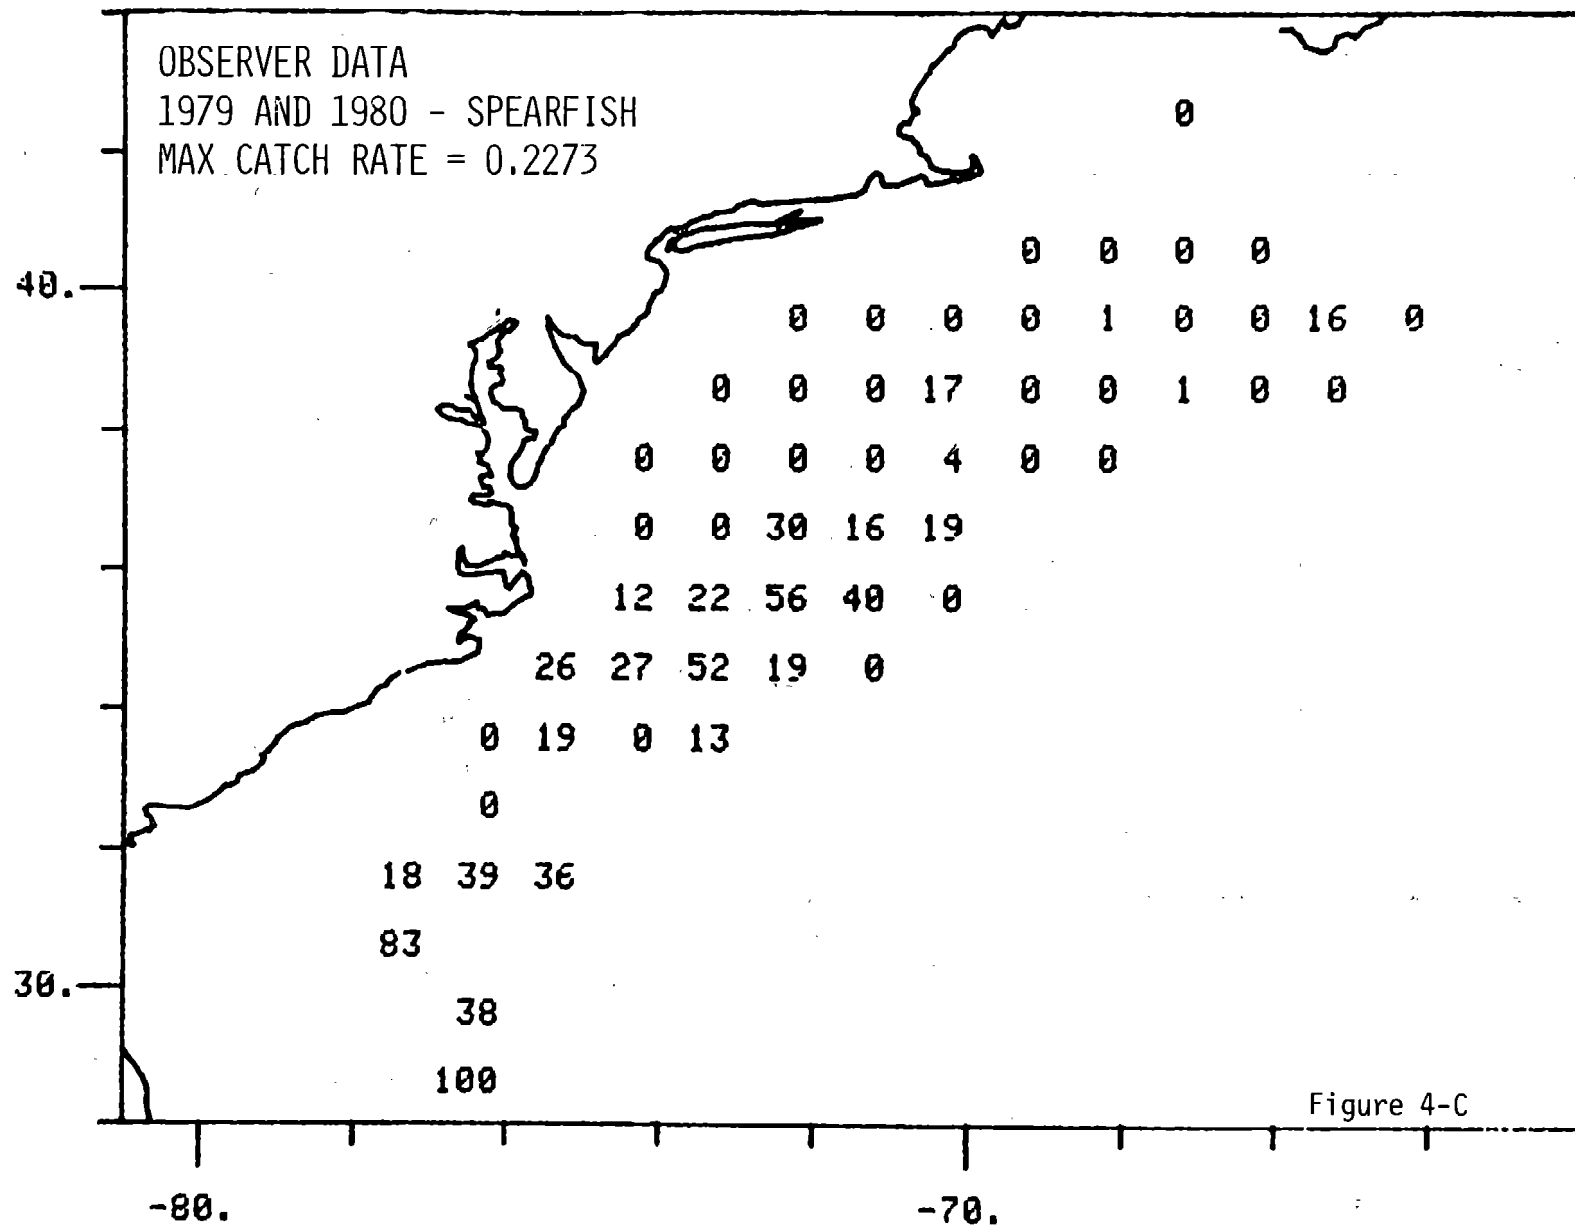 OBSERVER DATA
1979 AND 1980 - SPEARFISH
MAX CATCH RATE = 0.2273
0
0 0 0 0
40.
0 0 0 0 1 0 0 16 0
0 0 0 17 0 0 1 0 0
0 0 0 0 4 0 0
0 0 30 16 19
12 22 56 40 0
26 27 52 19 0
0 19 0 13
0
18 39 36
83
30.
38
100
Figure 4-C
-80. -70.